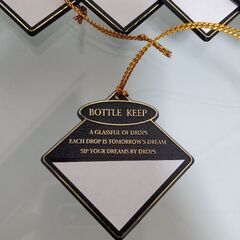 BOTTLE KEEP
A GLASSFUL OF DROPS
EACH DROP IS TOMORROW'S DREAM
SIP YOUR DREAMS BY DROPS